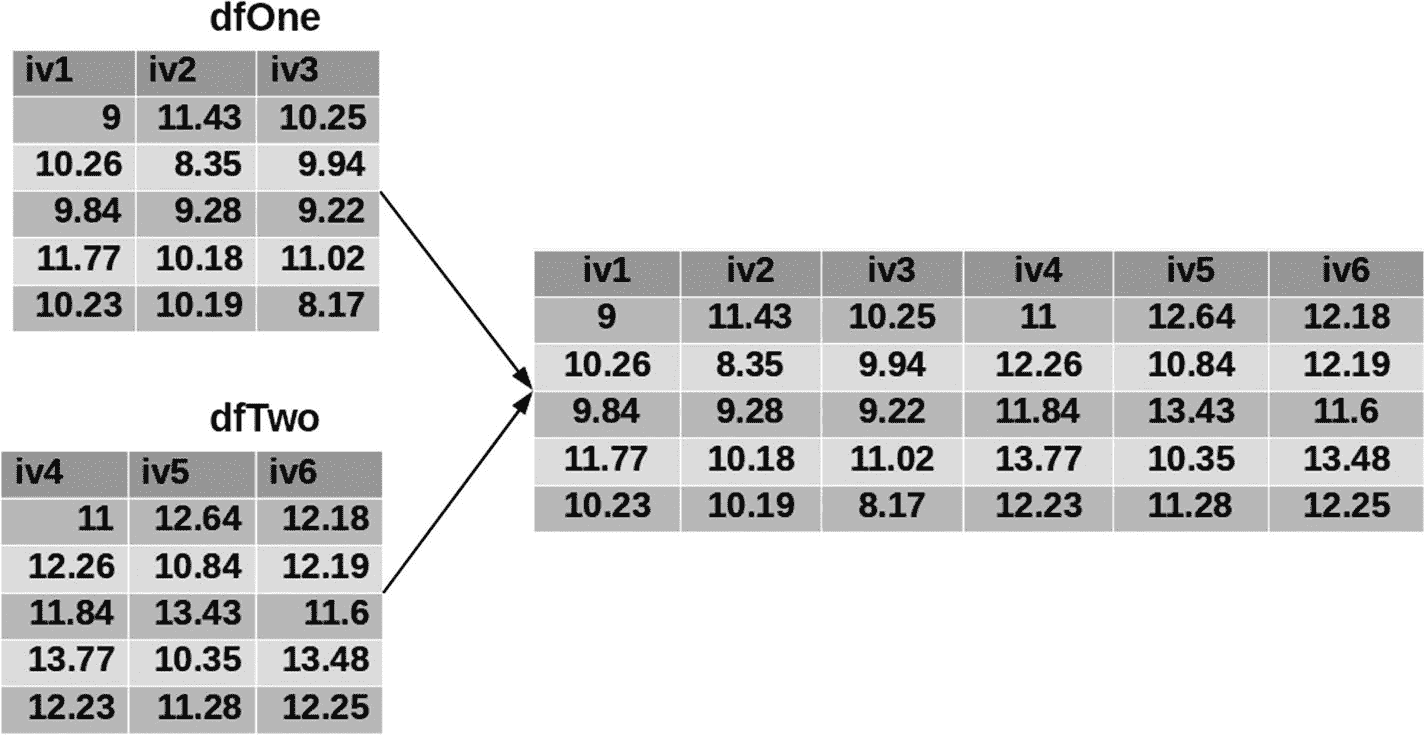 dfOne
iv1 iv2 iv3
9 11.43 10.25
10.26 8.35 9.94
9.84 9.28 9.22
11.77 10.18 11.02
10.23 10.19 8.17
dfTwo
iv4 iv5 iv6
11 12.64 12.18
12.26 10.84 12.19
11.84 13.43 11.6
13.77 10.35 13.48
12.23 11.28 12.25
iv1 iv2 iv3 iv4 iv5 iv6
9 11.43 10.25 11 12.64 12.18
10.26 8.35 9.94 12.26 10.84 12.19
9.84 9.28 9.22 11.84 13.43 11.6
11.77 10.18 11.02 13.77 10.35 13.48
10.23 10.19 8.17 12.23 11.28 12.25